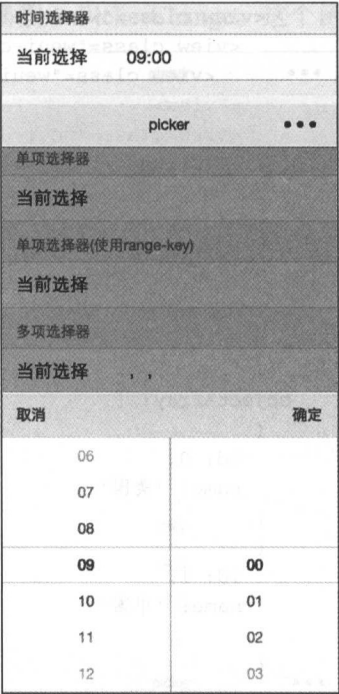 时间选择器
当前选择 09:00
picker •••
单项选择器
当前选择
单项选择器(使用range-key)
当前选择
多项选择器
当前选择 , ,
取消 确定
06
07
08
09 00
10 01
11 02
12 03